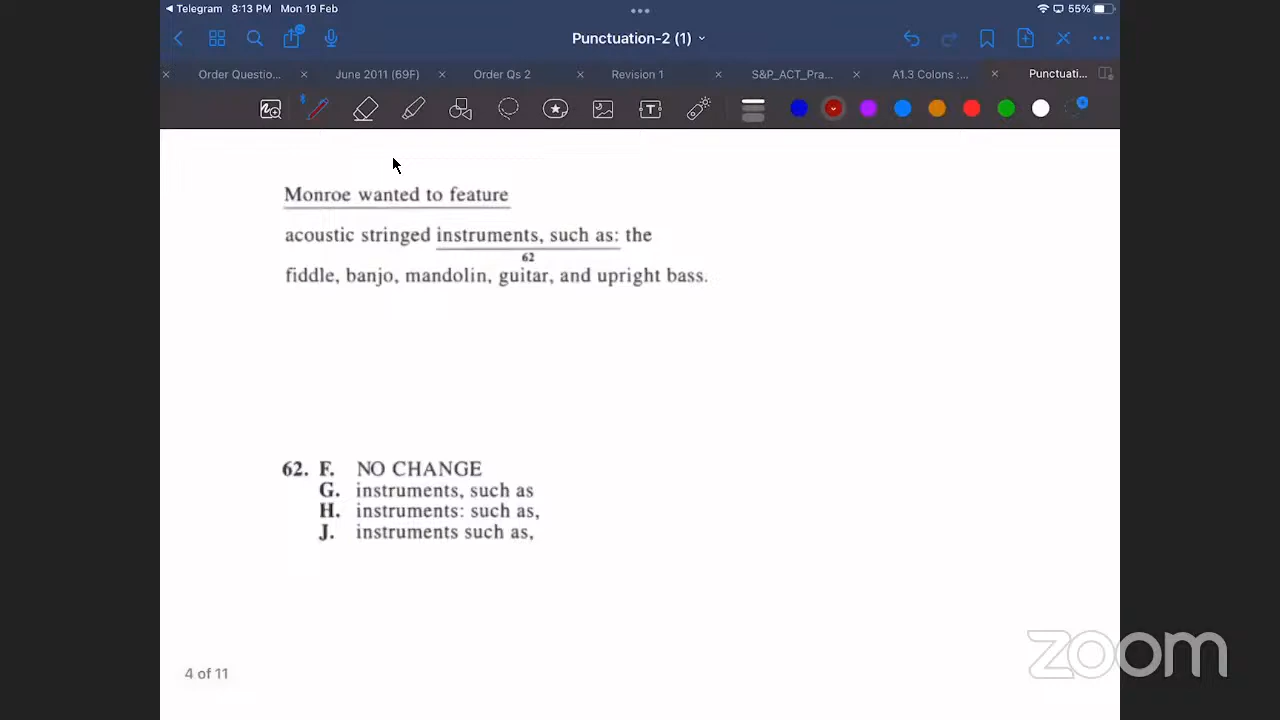 Telegram 8:13 PM Mon 19 Feb 55%
Punctuation-2 (1)
Order Questio... June 2011 (69F) Order Qs 2 Revision 1 S&P_ACT_Pra... A1.3 Colons :... Punctuati...
Monroe wanted to feature
acoustic stringed instruments, such as: the
62
fiddle, banjo, mandolin, guitar, and upright bass.
62. F. NO CHANGE
G. instruments, such as
H. instruments: such as,
J. instruments such as,
4 of 11
zoom